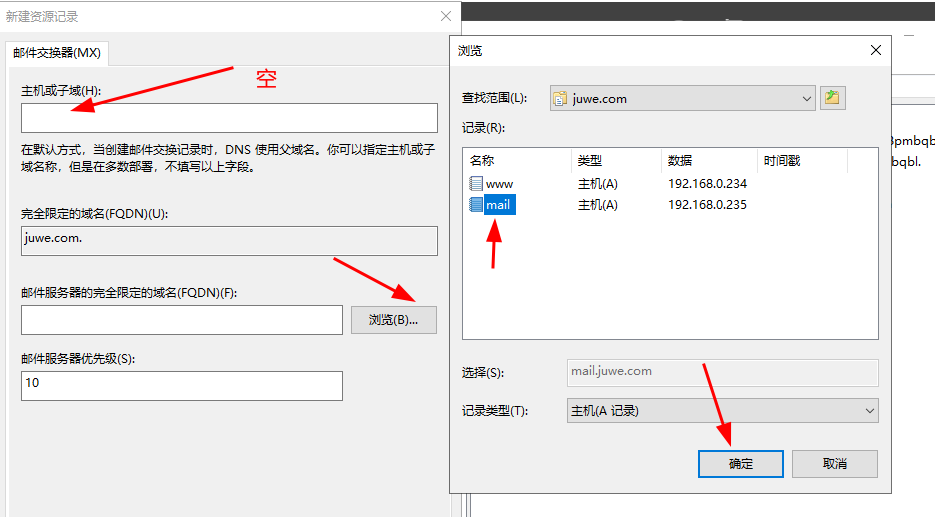 新建资源记录
邮件交换器(MX)
主机或子域(H):
空
在默认方式，当创建邮件交换记录时，DNS 使用父域名。你可以指定主机或子
域名称，但是在多数部署，不填写以上字段。
完全限定的域名(FQDN)(U):
juwe.com.
邮件服务器的完全限定的域名(FQDN)(F):
浏览(B)...
邮件服务器优先级(S):
10
浏览
查找范围(L):
juwe.com
记录(R):
名称 类型 数据 时间戳
www 主机(A) 192.168.0.234
mail 主机(A) 192.168.0.235
选择(S):
mail.juwe.com
记录类型(T):
主机(A 记录)
确定
取消
pmbqb
bqbl.